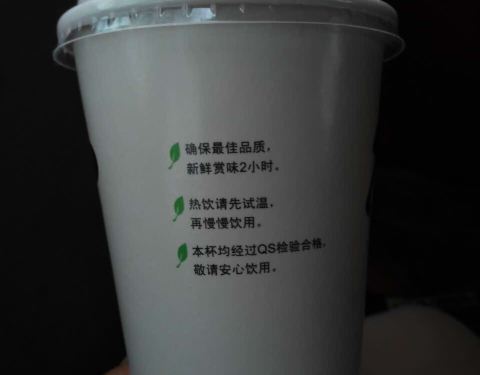 确保最佳品质，
新鲜赏味2小时。
热饮请先试温，
再慢慢饮用。
本杯均经过QS检验合格，
敬请安心饮用。